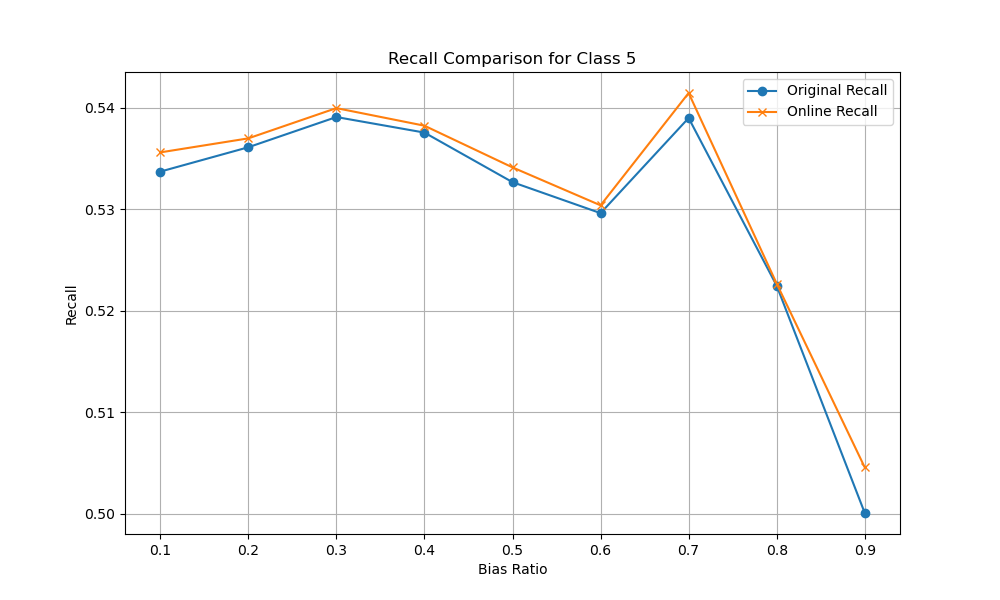 Recall Comparison for Class 5
Original Recall
Online Recall
0.54
0.53
0.52
0.51
0.50
Recall
0.1 0.2 0.3 0.4 0.5 0.6 0.7 0.8 0.9
Bias Ratio